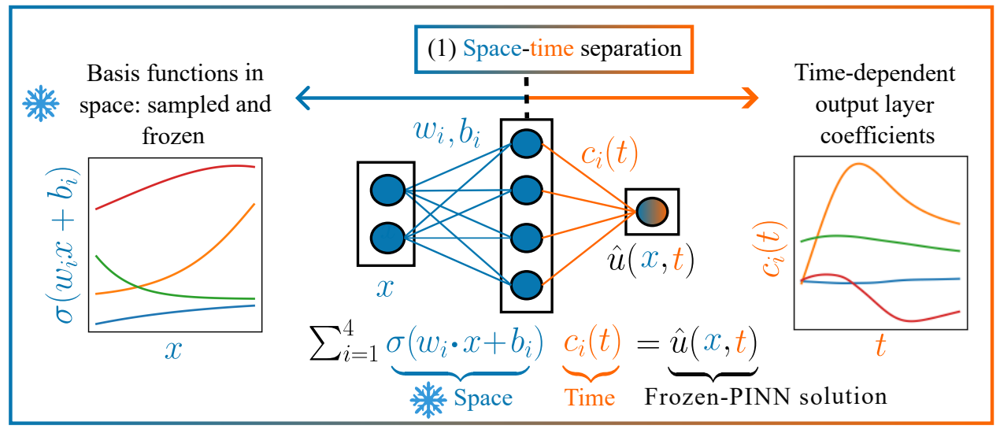 (1) Space-time separation
Basis functions in
space: sampled and
frozen
Time-dependent
output layer
coefficients
w_i, b_i
c_i(t)
σ(w_i x + b_i)
x
x
û(x, t)
c_i(t)
t
∑_{i=1}^{4} σ(w_i · x + b_i) c_i(t) = û(x, t)
Space Time Frozen-PINN solution